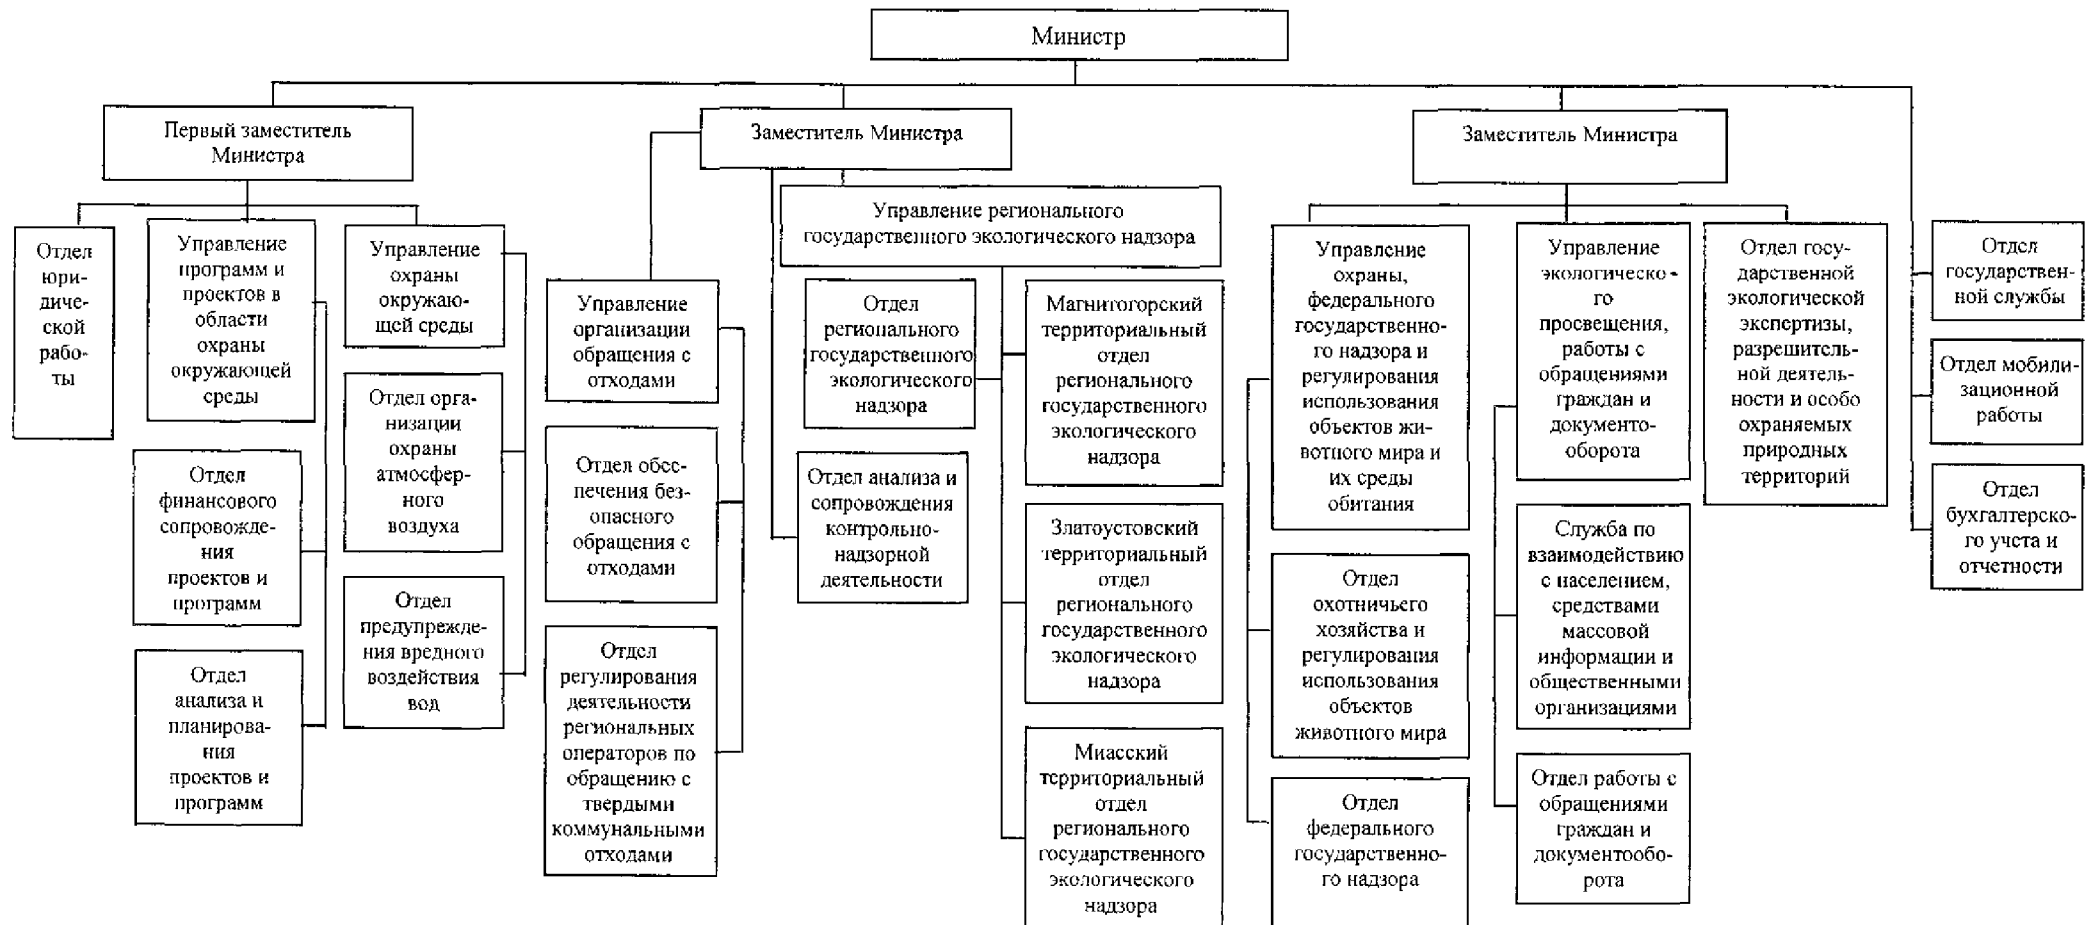 Министр
Первый заместитель
Министра
Заместитель Министра
Заместитель Министра
Отдел
юри-
диче-
ской
рабо-
ты
Управление
программ и
проектов в
области
охраны
окружающей
среды
Отдел
финансового
сопровожде-
ния
проектов и
программ
Отдел
анализа и
планирова-
ния
проектов и
программ
Управление
охраны
окружаю-
щей среды
Отдел орга-
низации
охраны
атмосфер-
ного
воздуха
Отдел
предупрежде-
ния вредного
воздействия
вод
Управление
организации
обращения с
отходами
Отдел обес-
печения без-
опасного
обращения с
отходами
Отдел
регулирования
деятельности
региональных
операторов по
обращению с
твердыми
коммунальными
отходами
Управление регионального
государственного экологического надзора
Отдел
регионального
государственного
экологического
надзора
Отдел анализа и
сопровождения
контрольно-
надзорной
деятельности
Магнитогорский
территориальный
отдел
регионального
государственного
экологического
надзора
Златоустовский
территориальный
отдел
регионального
государственного
экологического
надзора
Миасский
территориальный
отдел
регионального
государственного
экологического
надзора
Управление
охраны,
федерального
государственно-
го надзора и
регулирования
использования
объектов жи-
вотного мира и
их среды
обитания
Отдел
охотничьего
хозяйства и
регулирования
использования
объектов
животного мира
Отдел
федерального
государственно-
го надзора
Управление
экологическо-
го
просвещения,
работы с
обращениями
граждан и
документо-
оборота
Служба по
взаимодействию
с населением,
средствами
массовой
информации и
общественными
организациями
Отдел работы с
обращениями
граждан и
документообо-
рота
Отдел госу-
дарственной
экологической
экспертизы,
разрешитель-
ной деятель-
ности и особо
охраняемых
природных
территорий
Отдел
государствен-
ной службы
Отдел мобили-
зационной
работы
Отдел
бухгалтерско-
го учета и
отчетности